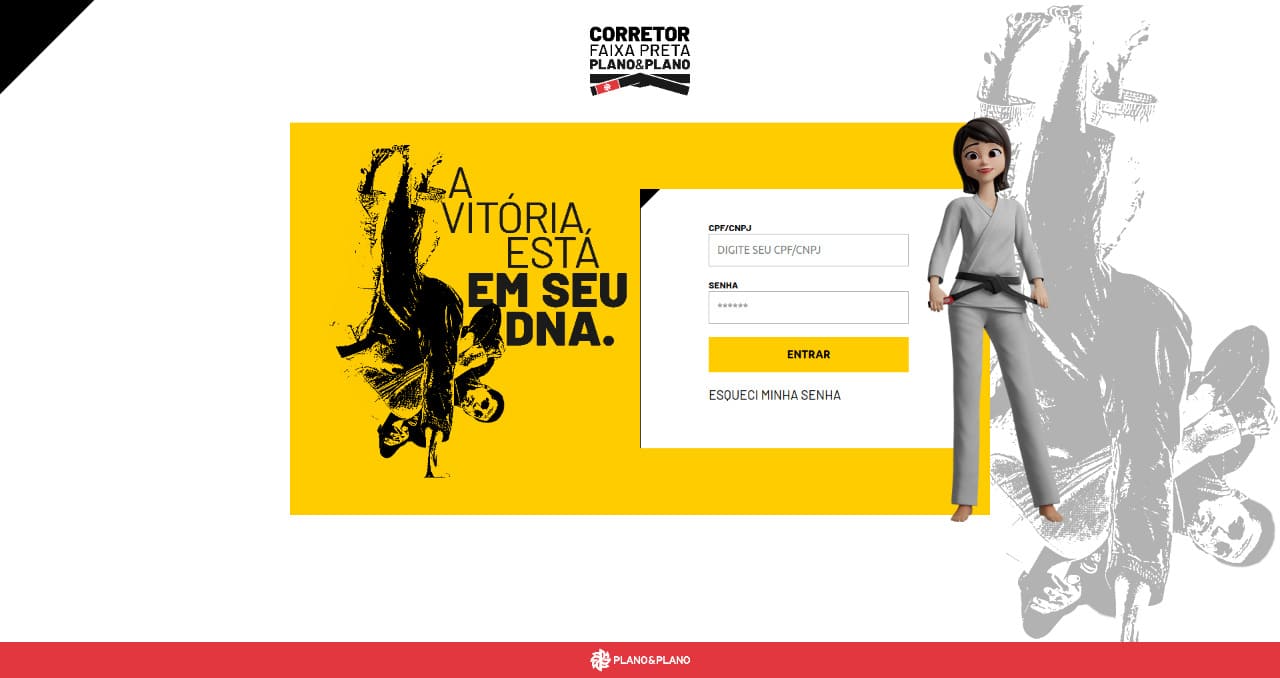 CORRETOR
FAIXA PRETA
PLANO&PLANO
A
VITÓRIA
ESTÁ
EM SEU
DNA.
CPF/CNPJ
DIGITE SEU CPF/CNPJ
SENHA
******
ENTRAR
ESQUECI MINHA SENHA
PLANO&PLANO